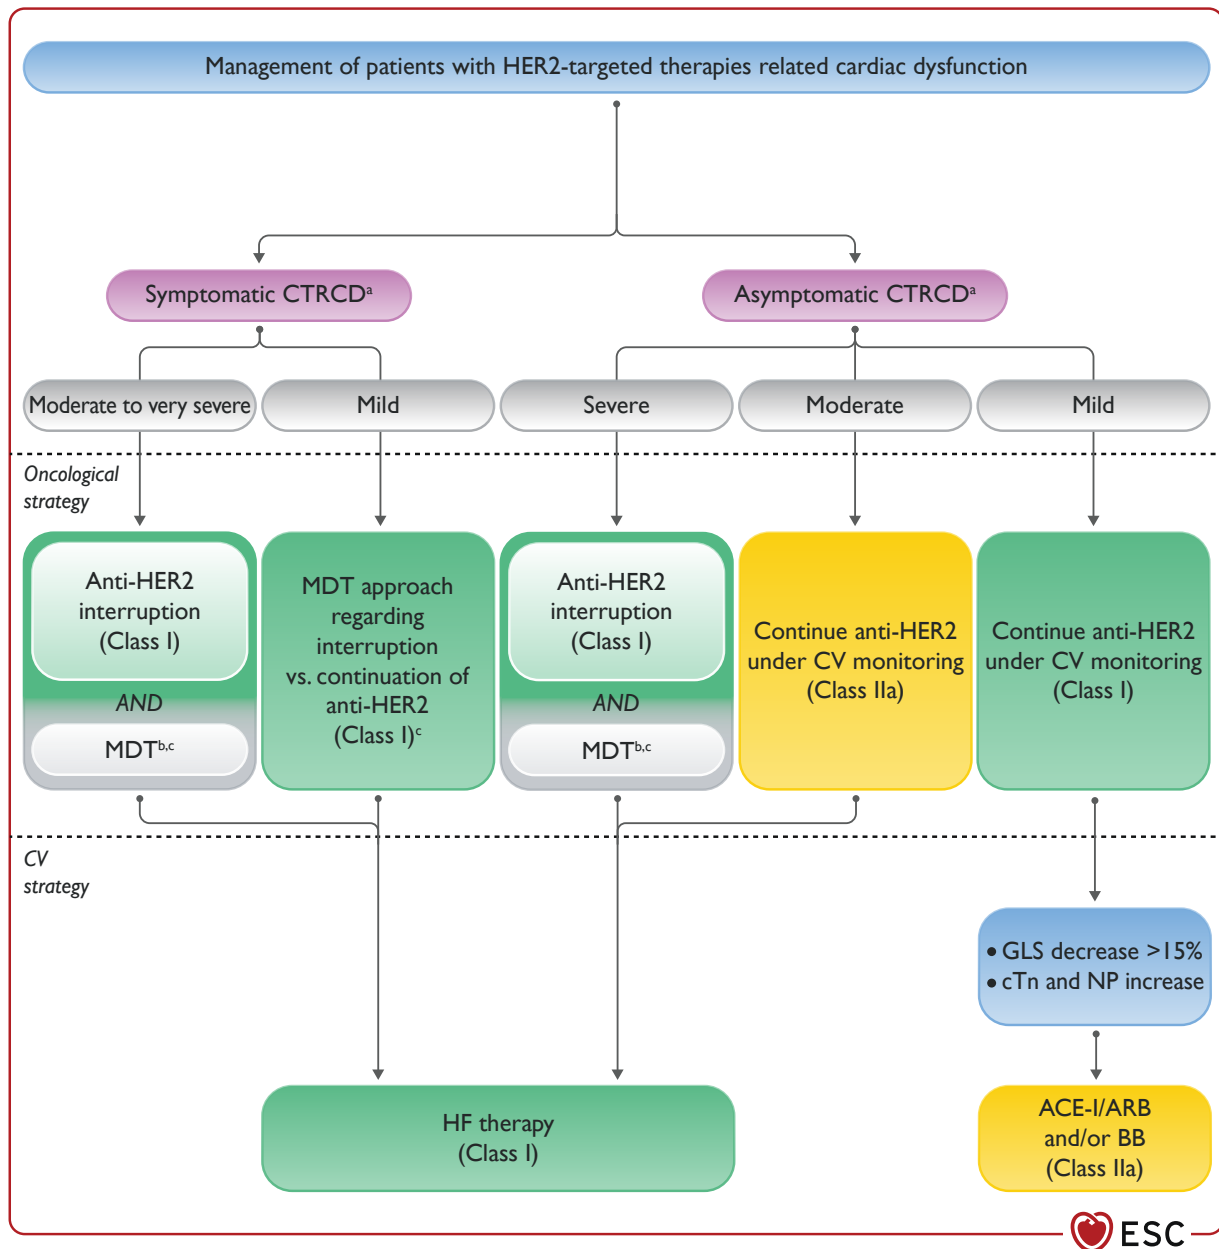 Management of patients with HER2-targeted therapies related cardiac dysfunction
Symptomatic CTRCDᵃ
Asymptomatic CTRCDᵃ
Moderate to very severe
Mild
Severe
Moderate
Mild
Oncological
strategy
Anti-HER2
interruption
(Class I)
AND
MDTᵇ,ᶜ
MDT approach
regarding
interruption
vs. continuation of
anti-HER2
(Class I)ᶜ
Anti-HER2
interruption
(Class I)
AND
MDTᵇ,ᶜ
Continue anti-HER2
under CV monitoring
(Class IIa)
Continue anti-HER2
under CV monitoring
(Class I)
CV
strategy
• GLS decrease >15%
• cTn and NP increase
HF therapy
(Class I)
ACE-I/ARB
and/or BB
(Class IIa)
ESC